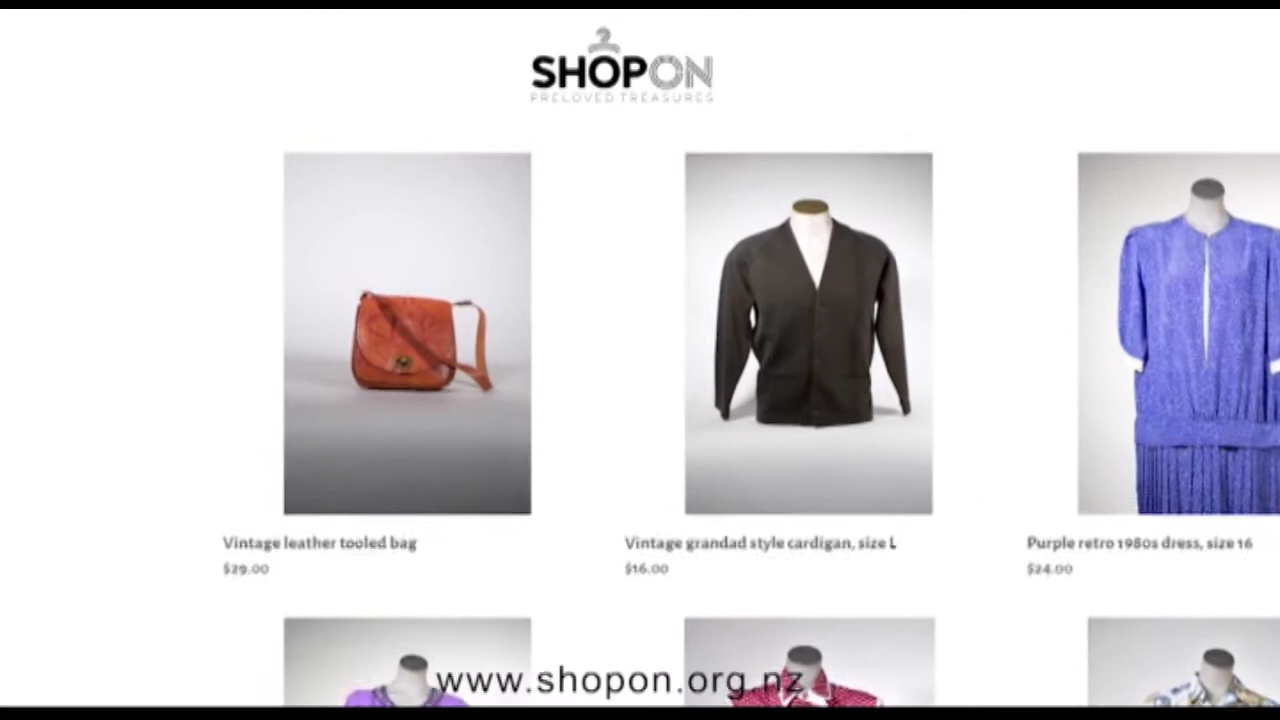 SHOPON
PRELOVED TREASURES
Vintage leather tooled bag
$29.00
Vintage grandad style cardigan, size L
$16.00
Purple retro 1980s dress, size 16
$24.00
www.shopon.org.nz